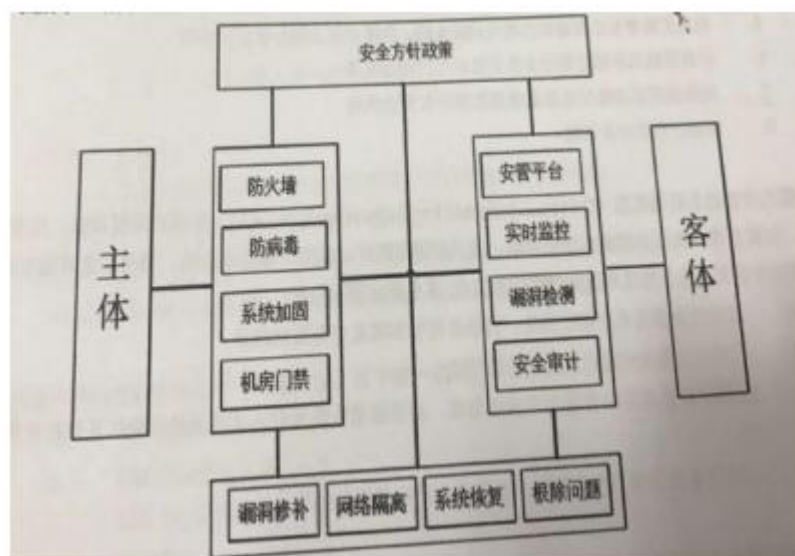 安全方针政策
主体
防火墙
防病毒
系统加固
机房门禁
安管平台
实时监控
漏洞检测
安全审计
客体
漏洞修补
网络隔离
系统恢复
根除问题